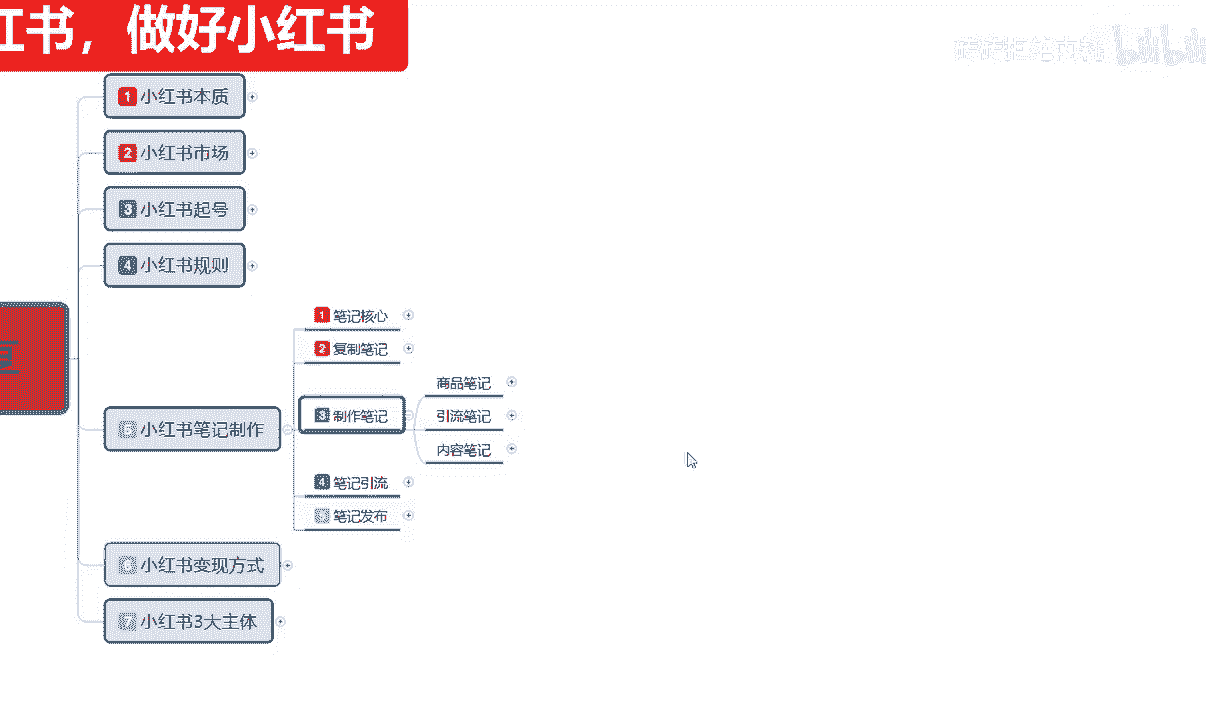 红书，做好小红书
bilibili
1 小红书本质
2 小红书市场
3 小红书起号
4 小红书规则
5 小红书笔记制作
1 笔记核心
2 复制笔记
3 制作笔记
商品笔记
引流笔记
内容笔记
4 笔记引流
笔记发布
小红书变现方式
7 小红书3大主体